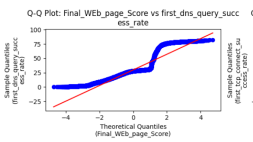 Q-Q Plot: Final_WEb_page_Score vs first_dns_query_succ
ess_rate
Sample Quantiles
(first_dns_query_succ
ess_rate)
100
75
50
25
0
−25
−4
−2
0
2
4
Theoretical Quantiles
(Final_WEb_page_Score)
Sample Quantiles
(first_tcp_connect_su
ccess_rate)